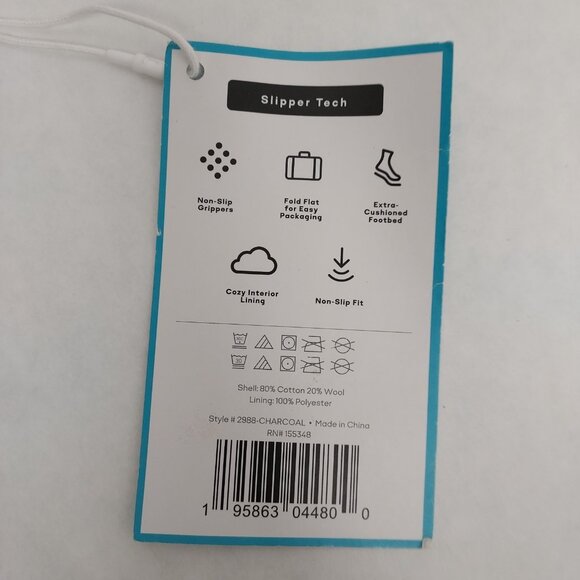 Slipper Tech
Non-Slip
Grippers
Fold Flat
for Easy
Packaging
Extra-
Cushioned
Footbed
Cozy Interior
Lining
Non-Slip Fit
Shell: 80% Cotton 20% Wool
Lining: 100% Polyester
Style # 2988-CHARCOAL • Made in China
RN# 155348
1 95863 04480 0